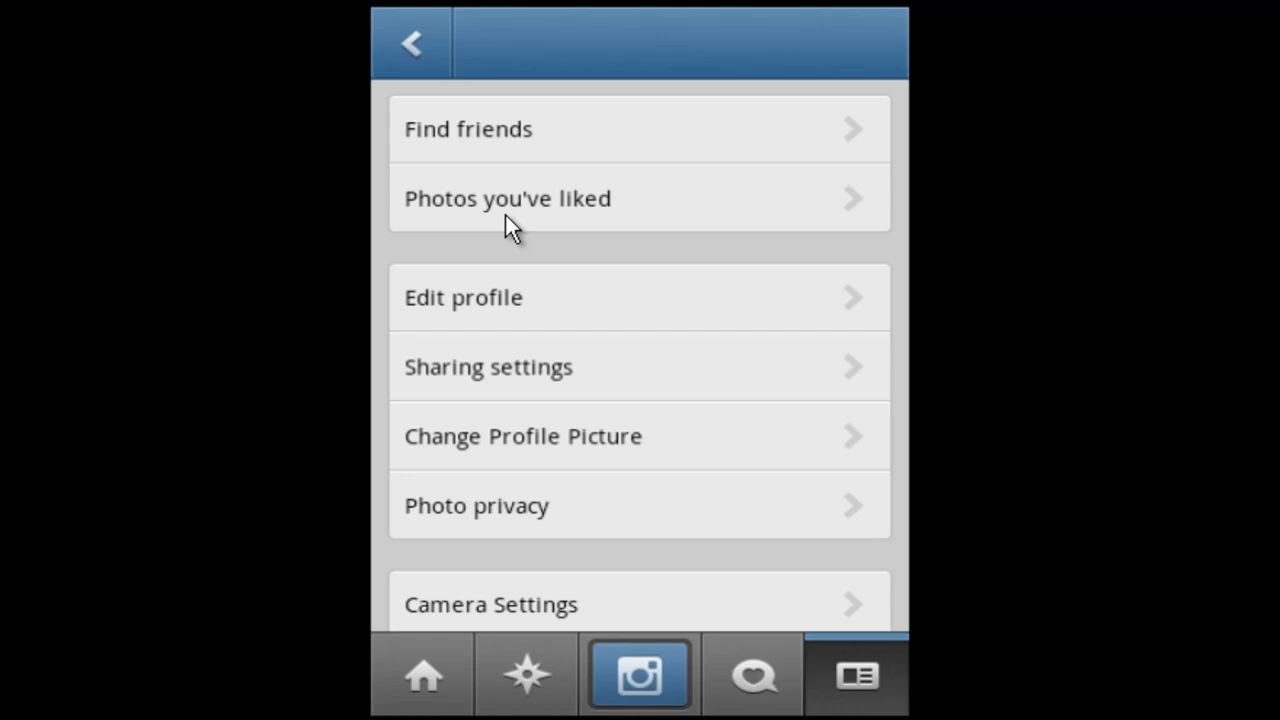 Find friends
Photos you've liked
Edit profile
Sharing settings
Change Profile Picture
Photo privacy
Camera Settings